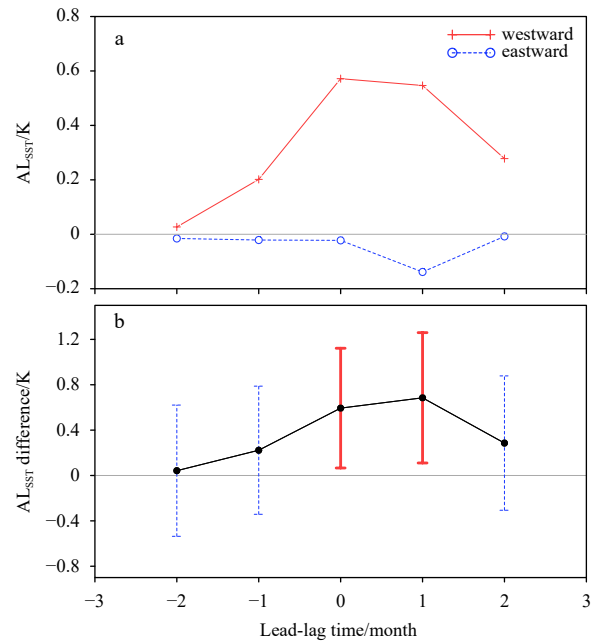 a
westward
eastward
0.8
0.6
0.4
0.2
0
−0.2
AL_SST/K
b
1.2
0.8
0.4
0
−0.4
−0.8
AL_SST difference/K
−3
−2
−1
0
1
2
3
Lead-lag time/month